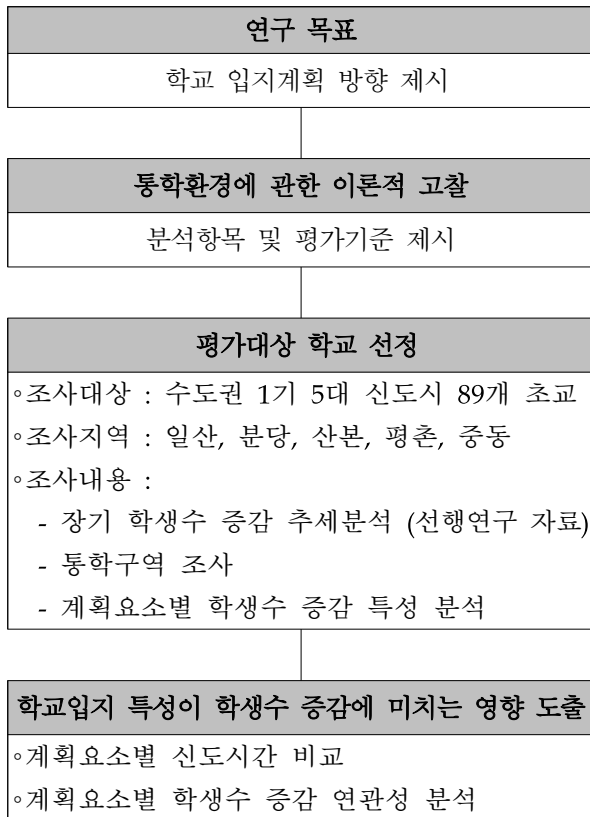 연구 목표
학교 입지계획 방향 제시
통학환경에 관한 이론적 고찰
분석항목 및 평가기준 제시
평가대상 학교 선정
◦조사대상 : 수도권 1기 5대 신도시 89개 초교
◦조사지역 : 일산, 분당, 산본, 평촌, 중동
◦조사내용 :
- 장기 학생수 증감 추세분석 (선행연구 자료)
- 통학구역 조사
- 계획요소별 학생수 증감 특성 분석
학교입지 특성이 학생수 증감에 미치는 영향 도출
◦계획요소별 신도시간 비교
◦계획요소별 학생수 증감 연관성 분석